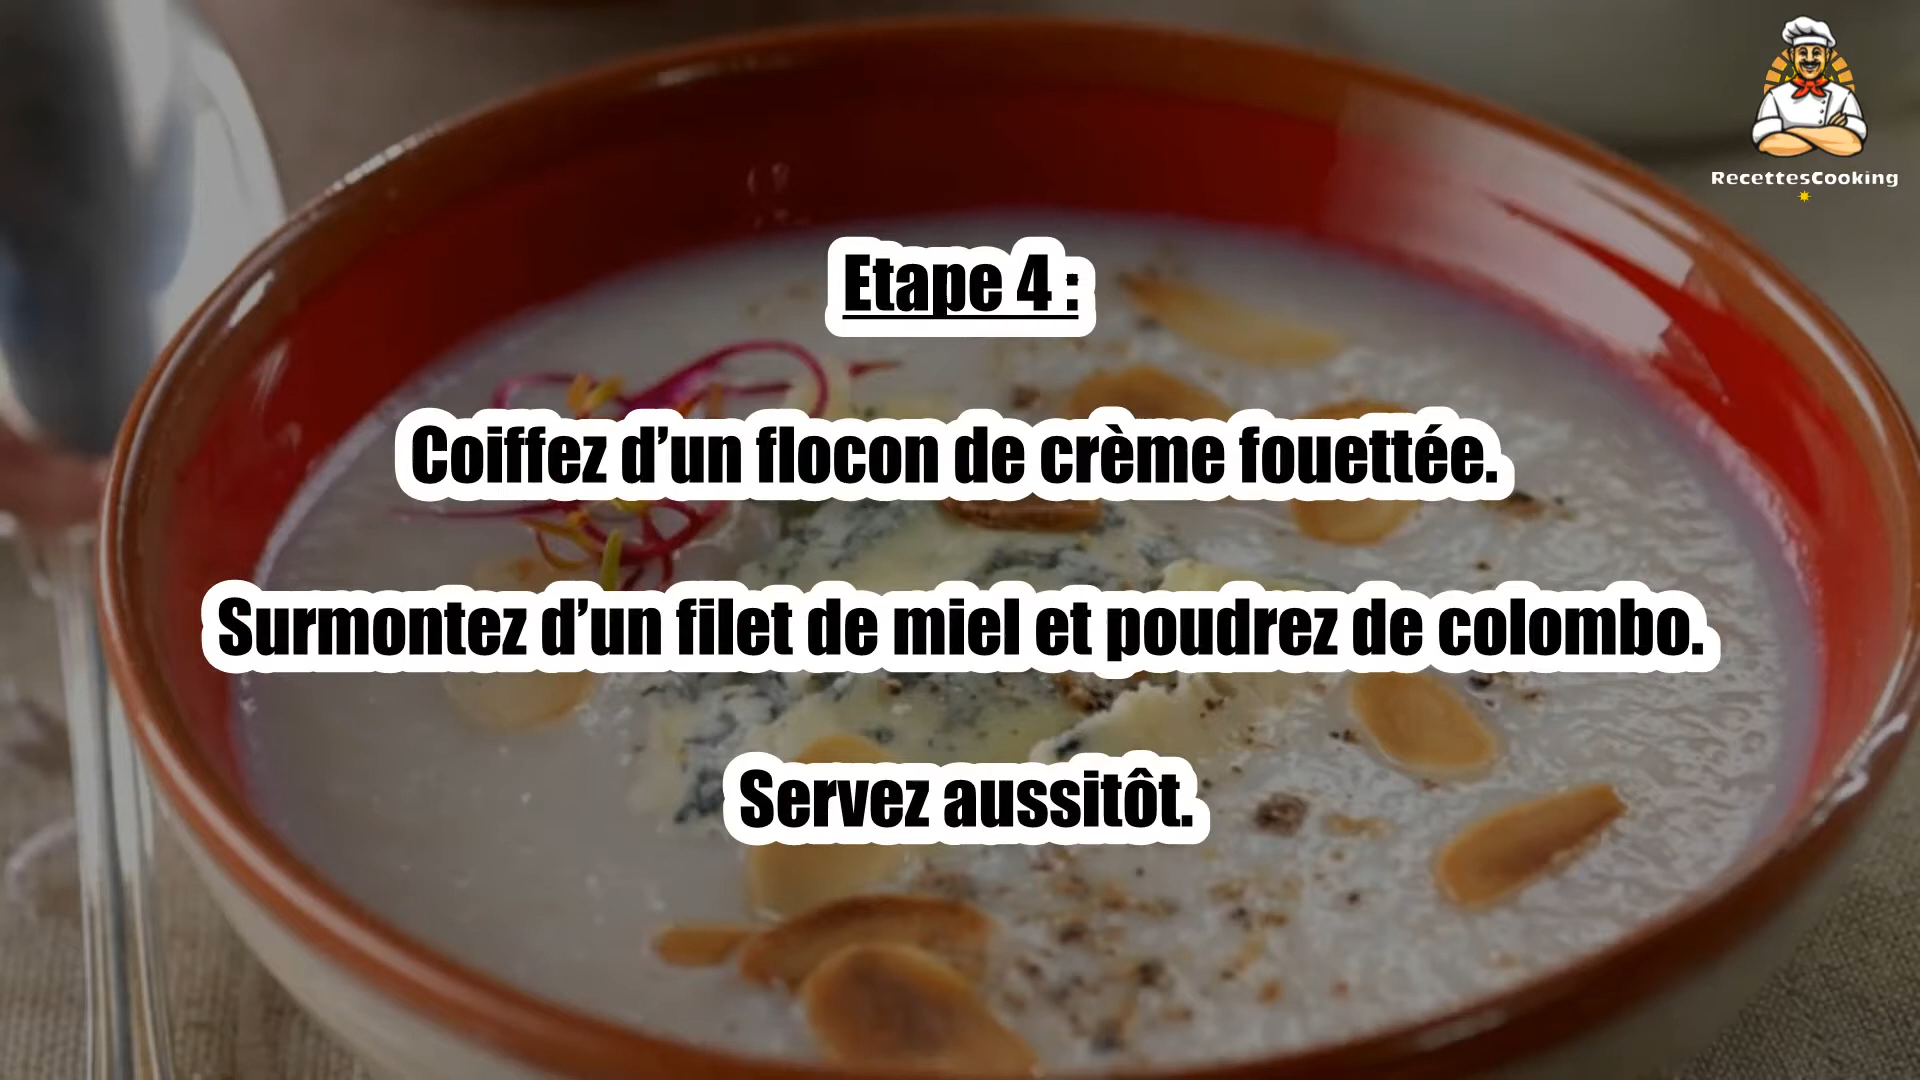 RecettesCooking
Etape 4 :
Coiffez d’un flocon de crème fouettée.
Surmontez d’un filet de miel et poudrez de colombo.
Servez aussitôt.